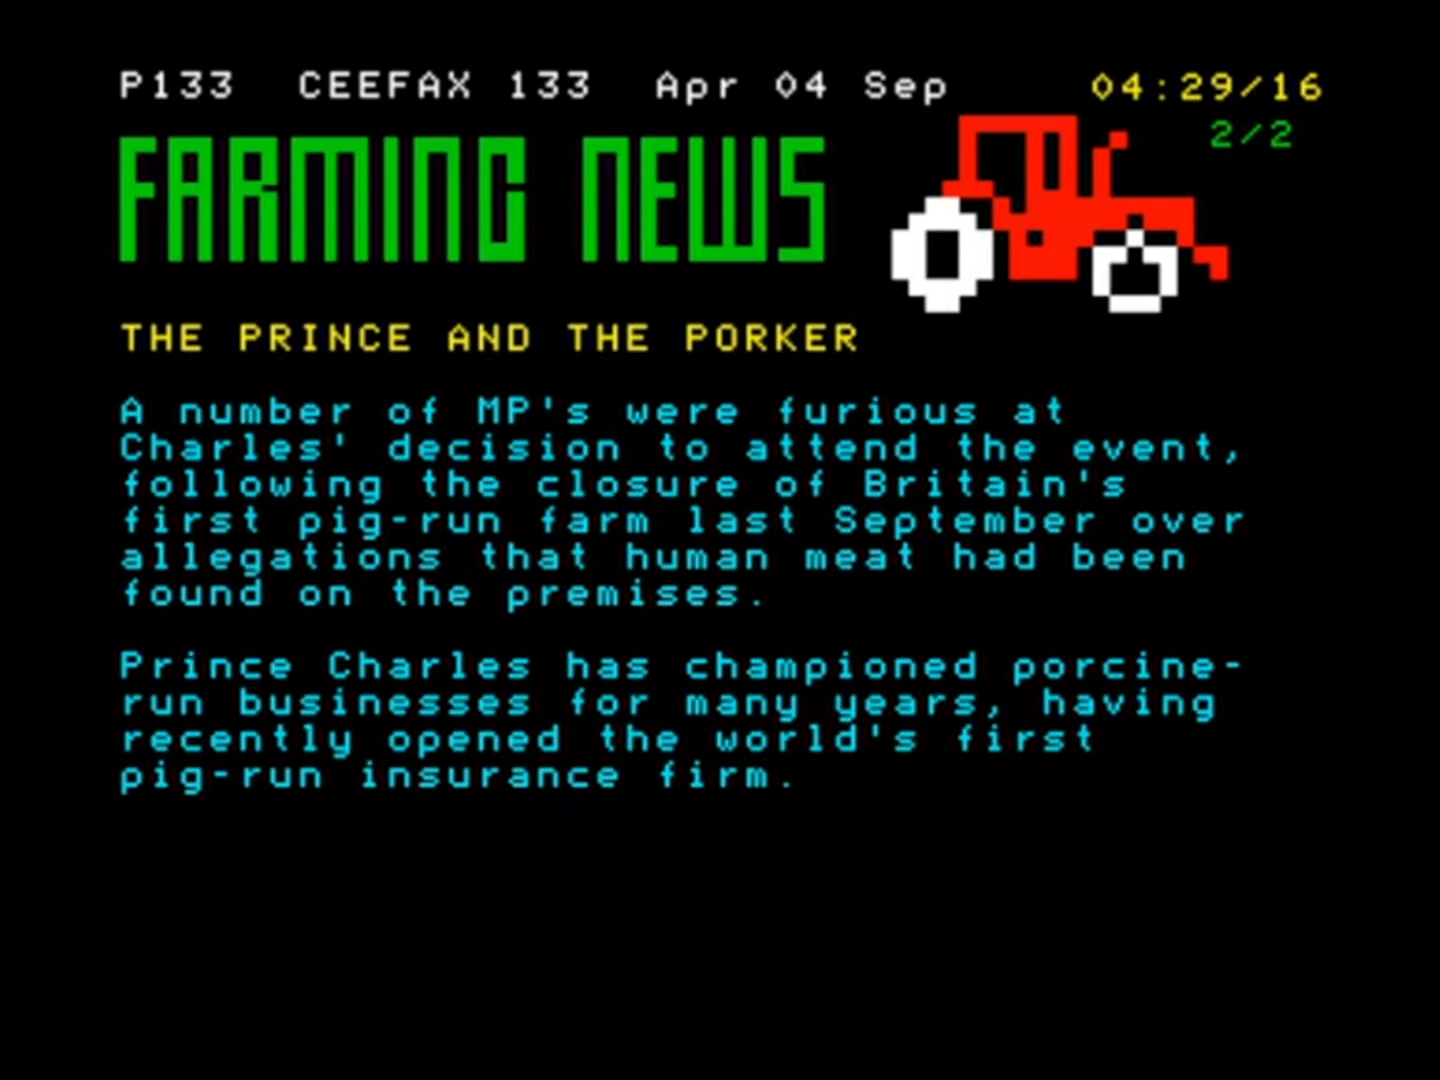 P133 CEEFAX 133 Apr 04 Sep 04:29/16
2/2
FARMING NEWS
THE PRINCE AND THE PORKER
A number of MP's were furious at
Charles' decision to attend the event,
following the closure of Britain's
first pig-run farm last September over
allegations that human meat had been
found on the premises.
Prince Charles has championed porcine-
run businesses for many years, having
recently opened the world's first
pig-run insurance firm.